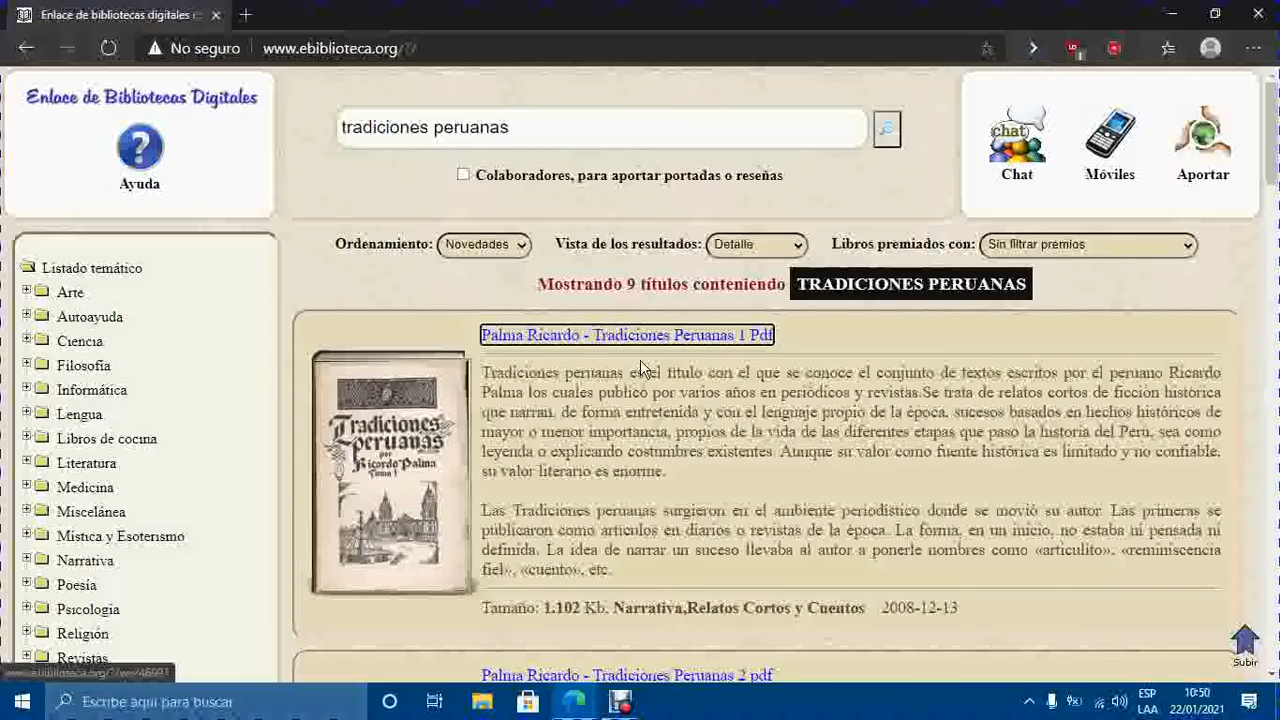 Enlace de bibliotecas digitales
No seguro www.ebiblioteca.org/?/
Enlace de Bibliotecas Digitales
Ayuda
tradiciones peruanas
Colaboradores, para aportar portadas o reseñas
chat
Chat Móviles Aportar
Ordenamiento: Novedades Vista de los resultados: Detalle Libros premiados con: Sin filtrar premios
Mostrando 9 títulos conteniendo TRADICIONES PERUANAS
Listado temático
Arte
Autoayuda
Ciencia
Filosofía
Informática
Lengua
Libros de cocina
Literatura
Medicina
Miscelánea
Mística y Esoterismo
Narrativa
Poesía
Psicología
Religión
Revistas
Palma Ricardo - Tradiciones Peruanas 1 Pdf
Tradiciones peruanas
por
Ricardo Palma
Tomo I
Tradiciones peruanas es el título con el que se conoce el conjunto de textos escritos por el peruano Ricardo
Palma los cuales publicó por varios años en periódicos y revistas.Se trata de relatos cortos de ficción histórica
que narran, de forma entretenida y con el lenguaje propio de la época, sucesos basados en hechos históricos de
mayor o menor importancia, propios de la vida de las diferentes etapas que pasó la historia del Perú, sea como
leyenda o explicando costumbres existentes. Aunque su valor como fuente histórica es limitado y no confiable,
su valor literario es enorme.
Las Tradiciones peruanas surgieron en el ambiente periodístico donde se movió su autor. Las primeras se
publicaron como artículos en diarios o revistas de la época. La forma, en un inicio, no estaba ni pensada ni
definida. La idea de narrar un suceso llevaba al autor a ponerle nombres como «articulito», «reminiscencia
fiel», «cuento», etc.
Tamaño: 1.102 Kb. Narrativa,Relatos Cortos y Cuentos 2008-12-13
Palma Ricardo - Tradiciones Peruanas 2 pdf
Subir
www.ebiblioteca.org/?/ver/46993
Escribe aquí para buscar
ESP
LAA
10:50
22/01/2021